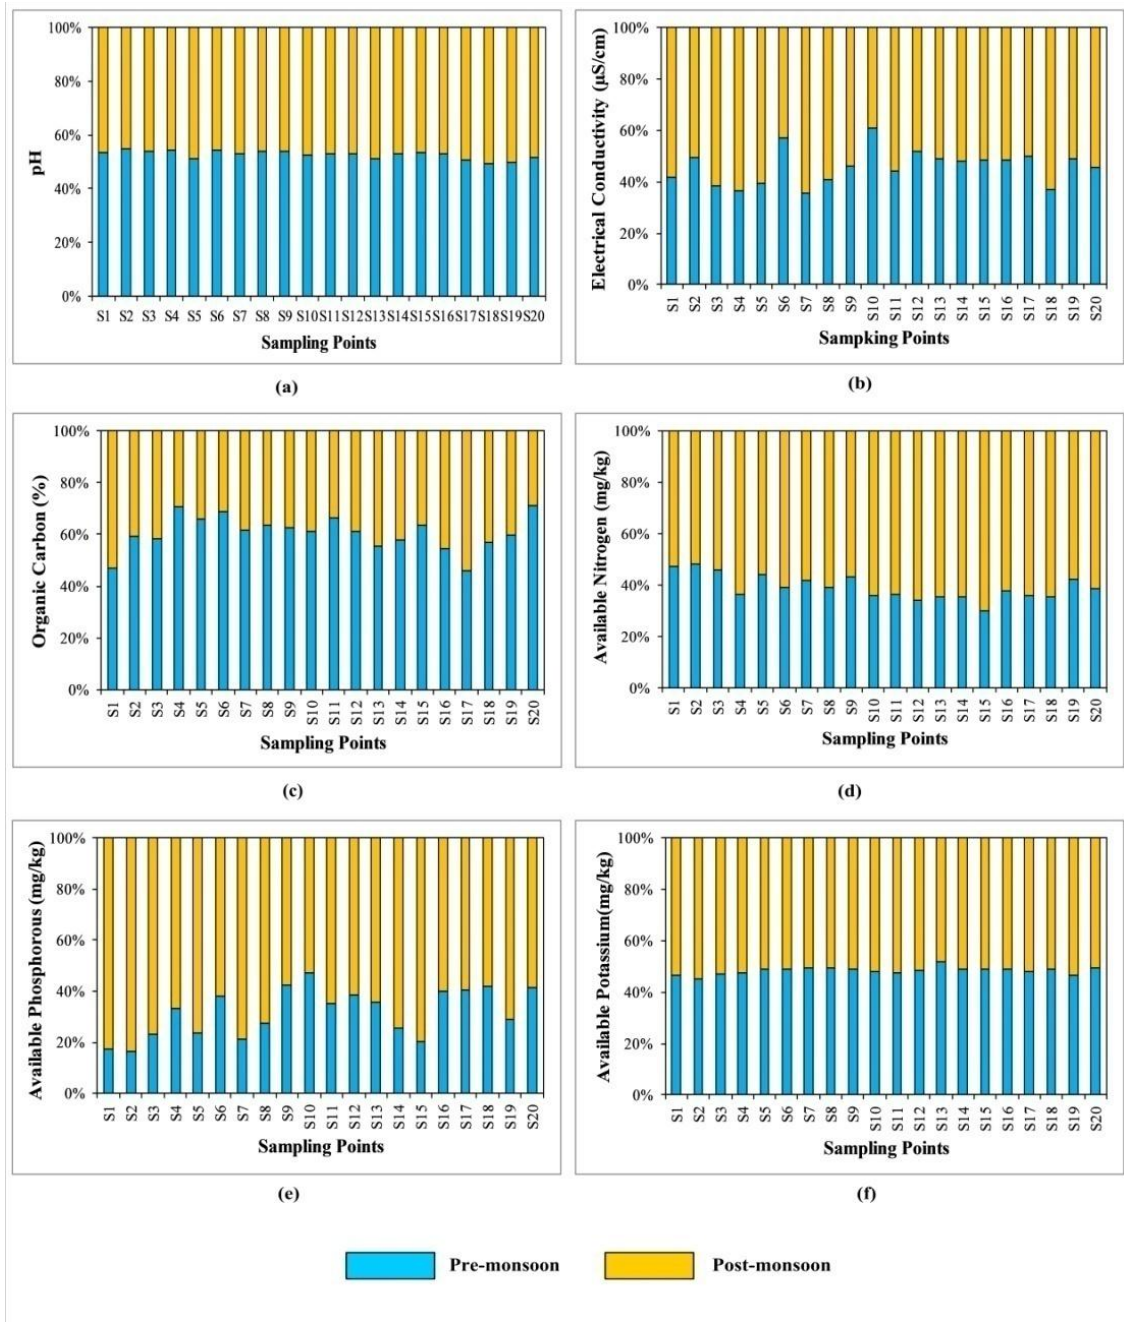 100%
80%
60%
40%
20%
0%
pH
S1 S2 S3 S4 S5 S6 S7 S8 S9 S10 S11 S12 S13 S14 S15 S16 S17 S18 S19 S20
Sampling Points
(a)
100%
80%
60%
40%
20%
0%
Electrical Conductivity (µS/cm)
S1 S2 S3 S4 S5 S6 S7 S8 S9 S10 S11 S12 S13 S14 S15 S16 S17 S18 S19 S20
Sampking Points
(b)
100%
80%
60%
40%
20%
0%
Organic Carbon (%)
S1 S2 S3 S4 S5 S6 S7 S8 S9 S10 S11 S12 S13 S14 S15 S16 S17 S18 S19 S20
Sampling Points
(c)
100%
80%
60%
40%
20%
0%
Available Nitrogen (mg/kg)
S1 S2 S3 S4 S5 S6 S7 S8 S9 S10 S11 S12 S13 S14 S15 S16 S17 S18 S19 S20
Sampling Points
(d)
100%
80%
60%
40%
20%
0%
Available Phosphorous (mg/kg)
S1 S2 S3 S4 S5 S6 S7 S8 S9 S10 S11 S12 S13 S14 S15 S16 S17 S18 S19 S20
Sampling Points
(e)
100%
80%
60%
40%
20%
0%
Available Potassium(mg/kg)
S1 S2 S3 S4 S5 S6 S7 S8 S9 S10 S11 S12 S13 S14 S15 S16 S17 S18 S19 S20
Sampling Points
(f)
Pre-monsoon
Post-monsoon